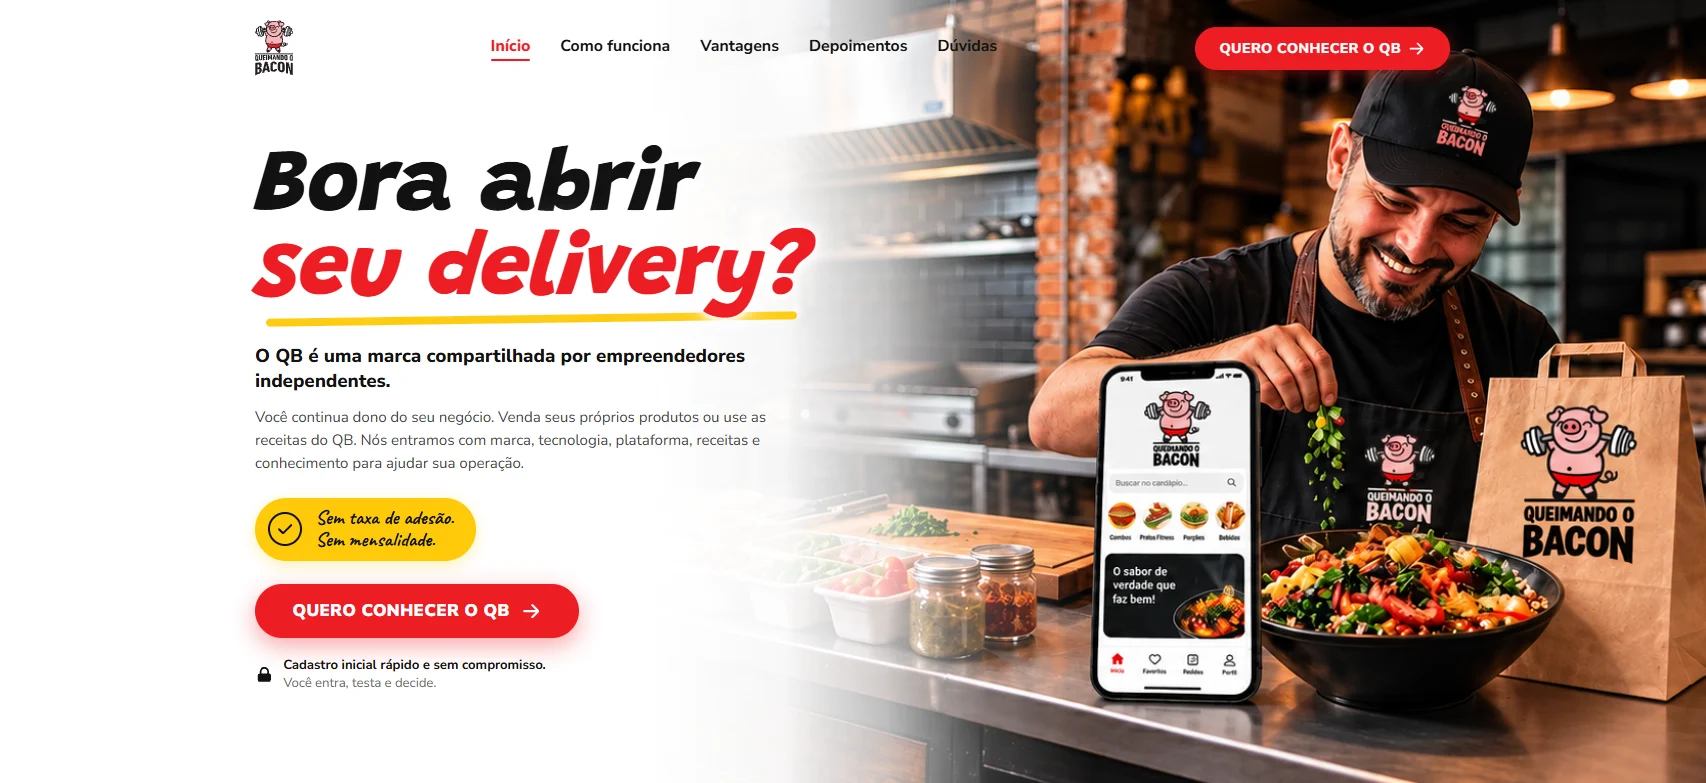 QUEIMANDO O
BACON
Início
Como funciona
Vantagens
Depoimentos
Dúvidas
QUERO CONHECER O QB
QUEIMANDO O
BACON
Bora abrir
seu delivery?
O QB é uma marca compartilhada por empreendedores
independentes.
Você continua dono do seu negócio. Venda seus próprios produtos ou use as
receitas do QB. Nós entramos com marca, tecnologia, plataforma, receitas e
conhecimento para ajudar sua operação.
Sem taxa de adesão.
Sem mensalidade.
QUERO CONHECER O QB
Cadastro inicial rápido e sem compromisso.
Você entra, testa e decide.
9:41
QUEIMANDO O
BACON
Buscar no cardápio...
Combos
Pratos Fitness
Porções
Bebidas
O sabor de
verdade que
faz bem!
Início
Favoritos
Pedidos
Perfil
QUEIMANDO O
BACON
QUEIMANDO O
BACON